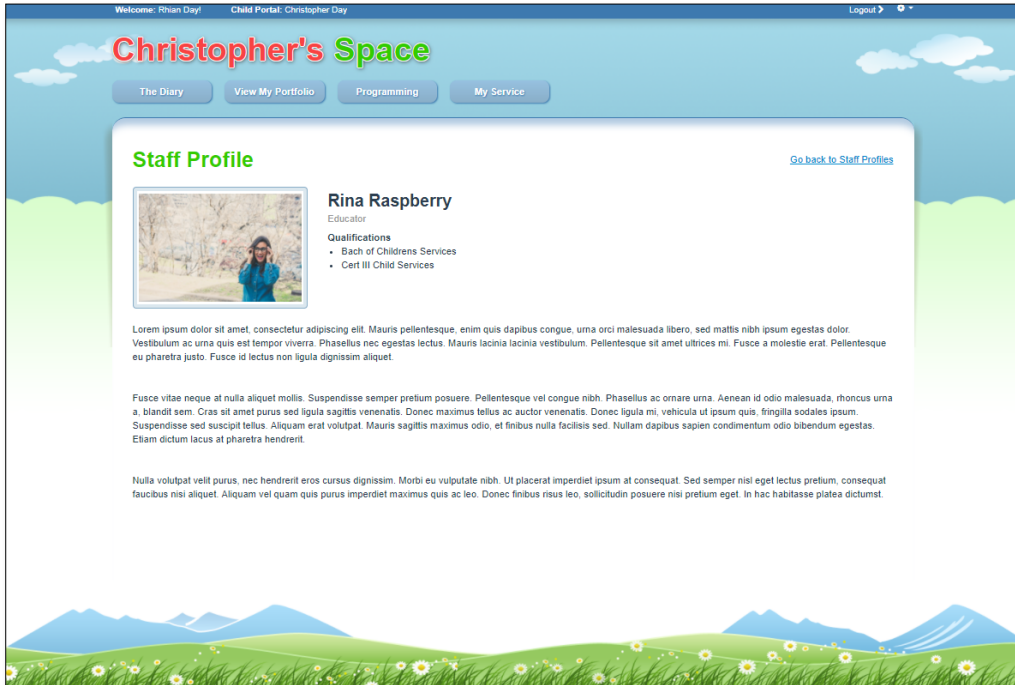 Welcome: Rhian Day! Child Portal: Christopher Day Logout
Christopher's Space
The Diary View My Portfolio Programming My Service
Staff Profile
Go back to Staff Profiles
Rina Raspberry
Educator
Qualifications
• Bach of Childrens Services
• Cert III Child Services
Lorem ipsum dolor sit amet, consectetur adipiscing elit. Mauris pellentesque, enim quis dapibus congue, urna orci malesuada libero, sed mattis nibh ipsum egestas dolor.
Vestibulum ac urna quis est tempor viverra. Phasellus nec egestas lectus. Mauris lacinia lacinia vestibulum. Pellentesque sit amet ultrices mi. Fusce a molestie erat. Pellentesque
eu pharetra justo. Fusce id lectus non ligula dignissim aliquet.
Fusce vitae neque at nulla aliquet mollis. Suspendisse semper pretium posuere. Pellentesque vel congue nibh. Phasellus ac ornare urna. Aenean id odio malesuada, rhoncus urna
a, blandit sem. Cras sit amet purus sed ligula sagittis venenatis. Donec maximus tellus ac auctor venenatis. Donec ligula mi, vehicula ut ipsum quis, fringilla sodales ipsum.
Suspendisse sed suscipit tellus. Aliquam erat volutpat. Mauris sagittis maximus odio, et finibus nulla facilisis sed. Nullam dapibus sapien condimentum odio bibendum egestas.
Etiam dictum lacus at pharetra hendrerit.
Nulla volutpat velit purus, nec hendrerit eros cursus dignissim. Morbi eu vulputate nibh. Ut placerat imperdiet ipsum at consequat. Sed semper nisl eget lectus pretium, consequat
faucibus nisi aliquet. Aliquam vel quam quis purus imperdiet maximus quis ac leo. Donec finibus risus leo, sollicitudin posuere nisi pretium eget. In hac habitasse platea dictumst.